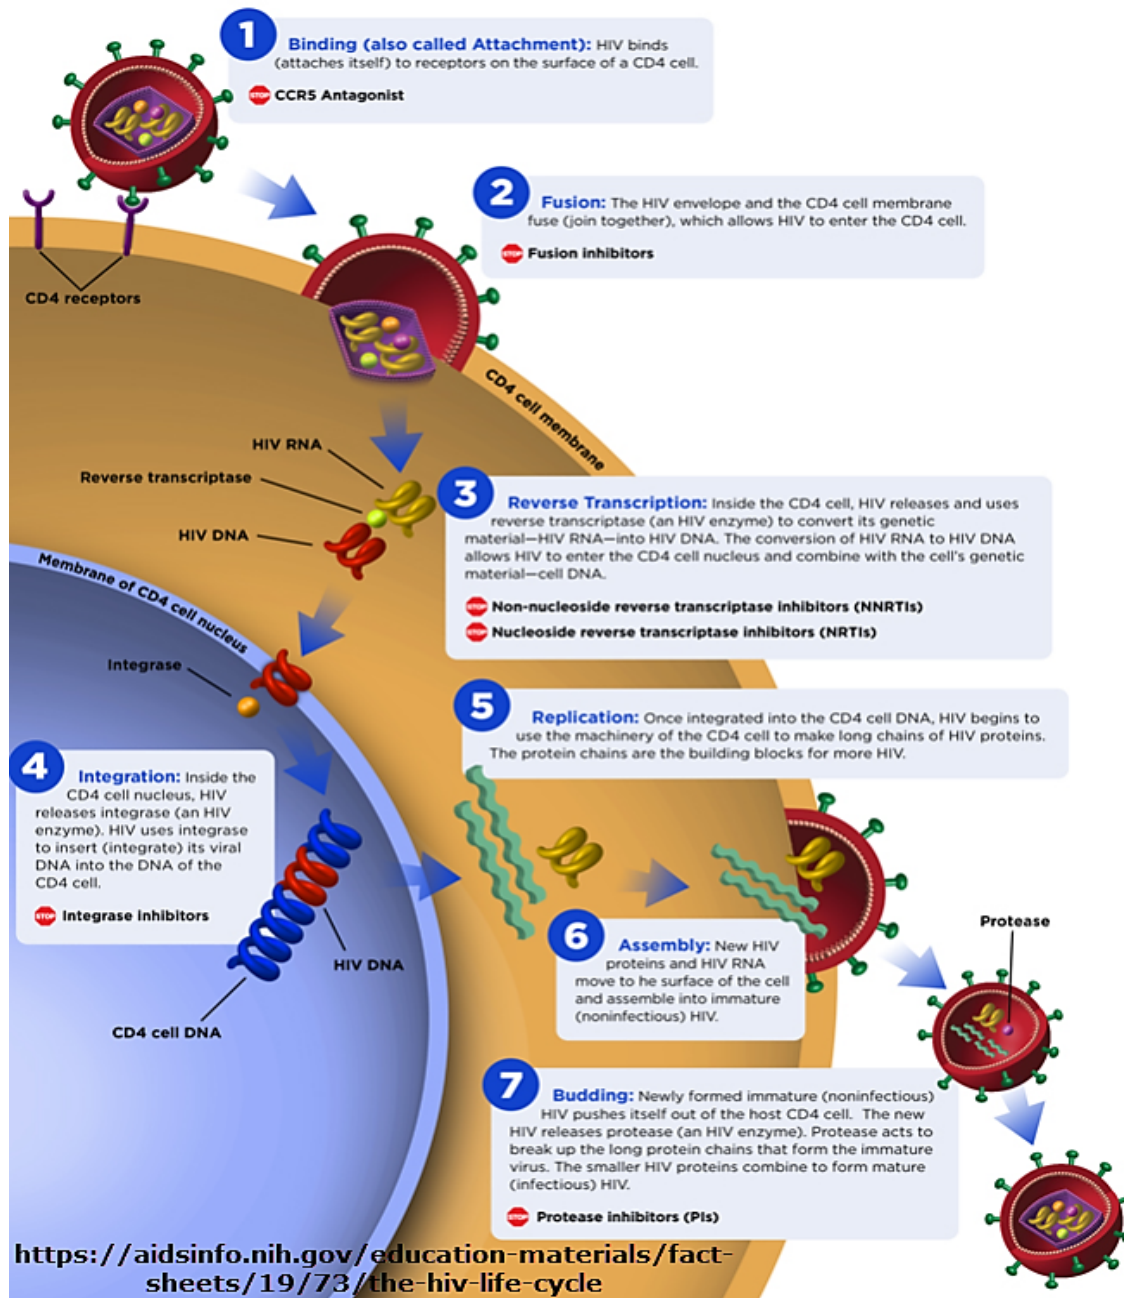 1
Binding (also called Attachment): HIV binds
(attaches itself) to receptors on the surface of a CD4 cell.
STOP CCR5 Antagonist
2
Fusion: The HIV envelope and the CD4 cell membrane
fuse (join together), which allows HIV to enter the CD4 cell.
STOP Fusion inhibitors
CD4 receptors
CD4 cell membrane
HIV RNA
Reverse transcriptase
HIV DNA
3
Reverse Transcription: Inside the CD4 cell, HIV releases and uses
reverse transcriptase (an HIV enzyme) to convert its genetic
material—HIV RNA—into HIV DNA. The conversion of HIV RNA to HIV DNA
allows HIV to enter the CD4 cell nucleus and combine with the cell's genetic
material—cell DNA.
STOP Non-nucleoside reverse transcriptase inhibitors (NNRTIs)
STOP Nucleoside reverse transcriptase inhibitors (NRTIs)
Membrane of CD4 cell nucleus
Integrase
4
Integration: Inside the
CD4 cell nucleus, HIV
releases integrase (an HIV
enzyme). HIV uses integrase
to insert (integrate) its viral
DNA into the DNA of the
CD4 cell.
STOP Integrase inhibitors
HIV DNA
CD4 cell DNA
5
Replication: Once integrated into the CD4 cell DNA, HIV begins to
use the machinery of the CD4 cell to make long chains of HIV proteins.
The protein chains are the building blocks for more HIV.
6
Assembly: New HIV
proteins and HIV RNA
move to he surface of the cell
and assemble into immature
(noninfectious) HIV.
Protease
7
Budding: Newly formed immature (noninfectious)
HIV pushes itself out of the host CD4 cell. The new
HIV releases protease (an HIV enzyme). Protease acts to
break up the long protein chains that form the immature
virus. The smaller HIV proteins combine to form mature
(infectious) HIV.
STOP Protease inhibitors (PIs)
https://aidsinfo.nih.gov/education-materials/fact-
sheets/19/73/the-hiv-life-cycle